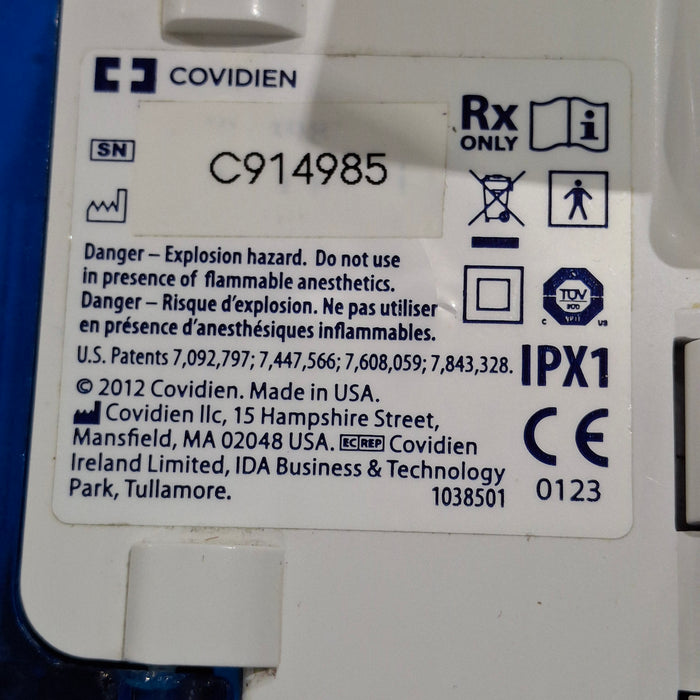 COVIDIEN
SN
C914985
Rx
ONLY
i
Danger – Explosion hazard. Do not use
in presence of flammable anesthetics.
Danger – Risque d'explosion. Ne pas utiliser
en présence d'anesthésiques inflammables.
TÜV
C US
U.S. Patents 7,092,797; 7,447,566; 7,608,059; 7,843,328.
IPX1
© 2012 Covidien. Made in USA.
Covidien llc, 15 Hampshire Street,
Mansfield, MA 02048 USA. EC REP Covidien
Ireland Limited, IDA Business & Technology
Park, Tullamore.
1038501
CE
0123